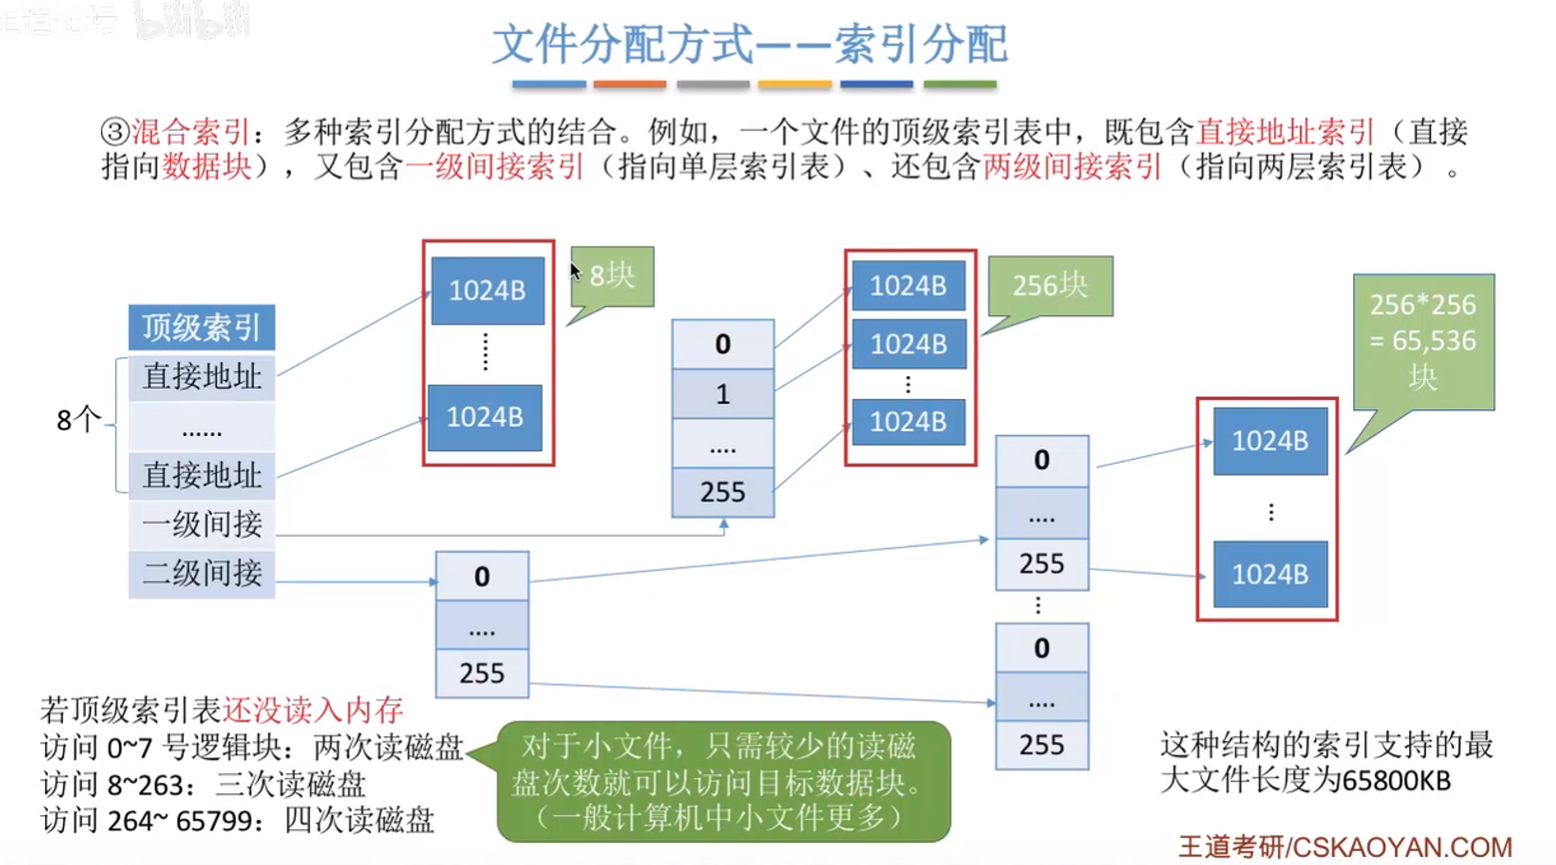 王道论坛 bilibili
文件分配方式——索引分配
③混合索引：多种索引分配方式的结合。例如，一个文件的顶级索引表中，既包含直接地址索引（直接
指向数据块），又包含一级间接索引（指向单层索引表）、还包含两级间接索引（指向两层索引表）。
顶级索引
直接地址
......
直接地址
一级间接
二级间接
8个
1024B
1024B
8块
0
1
....
255
1024B
1024B
1024B
256块
0
....
255
0
....
255
0
....
255
1024B
1024B
256*256
= 65,536
块
若顶级索引表还没读入内存
访问 0~7 号逻辑块：两次读磁盘
访问 8~263：三次读磁盘
访问 264~ 65799：四次读磁盘
对于小文件，只需较少的读磁
盘次数就可以访问目标数据块。
（一般计算机中小文件更多）
这种结构的索引支持的最
大文件长度为65800KB
王道考研/CSKAOYAN.COM